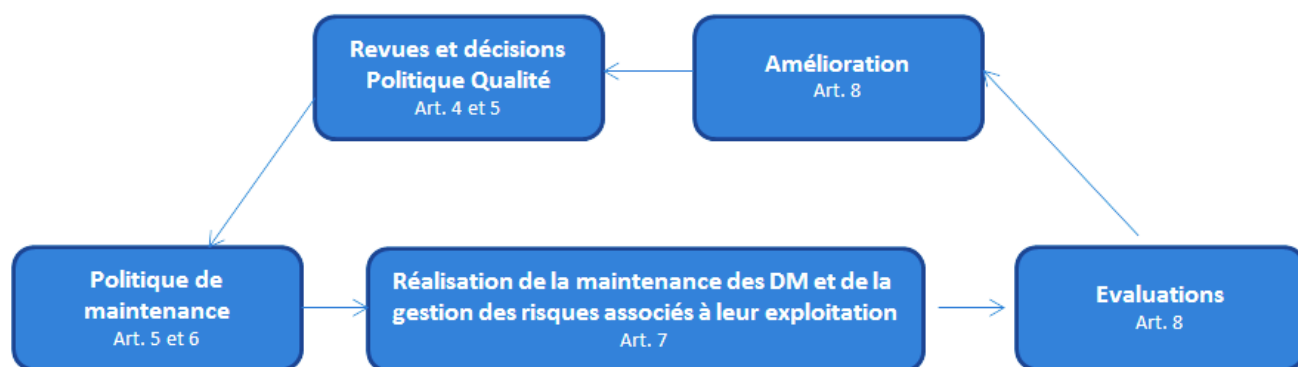 Revues et décisions
Politique Qualité
Art. 4 et 5
Amélioration
Art. 8
Politique de
maintenance
Art. 5 et 6
Réalisation de la maintenance des DM et de la
gestion des risques associés à leur exploitation
Art. 7
Evaluations
Art. 8